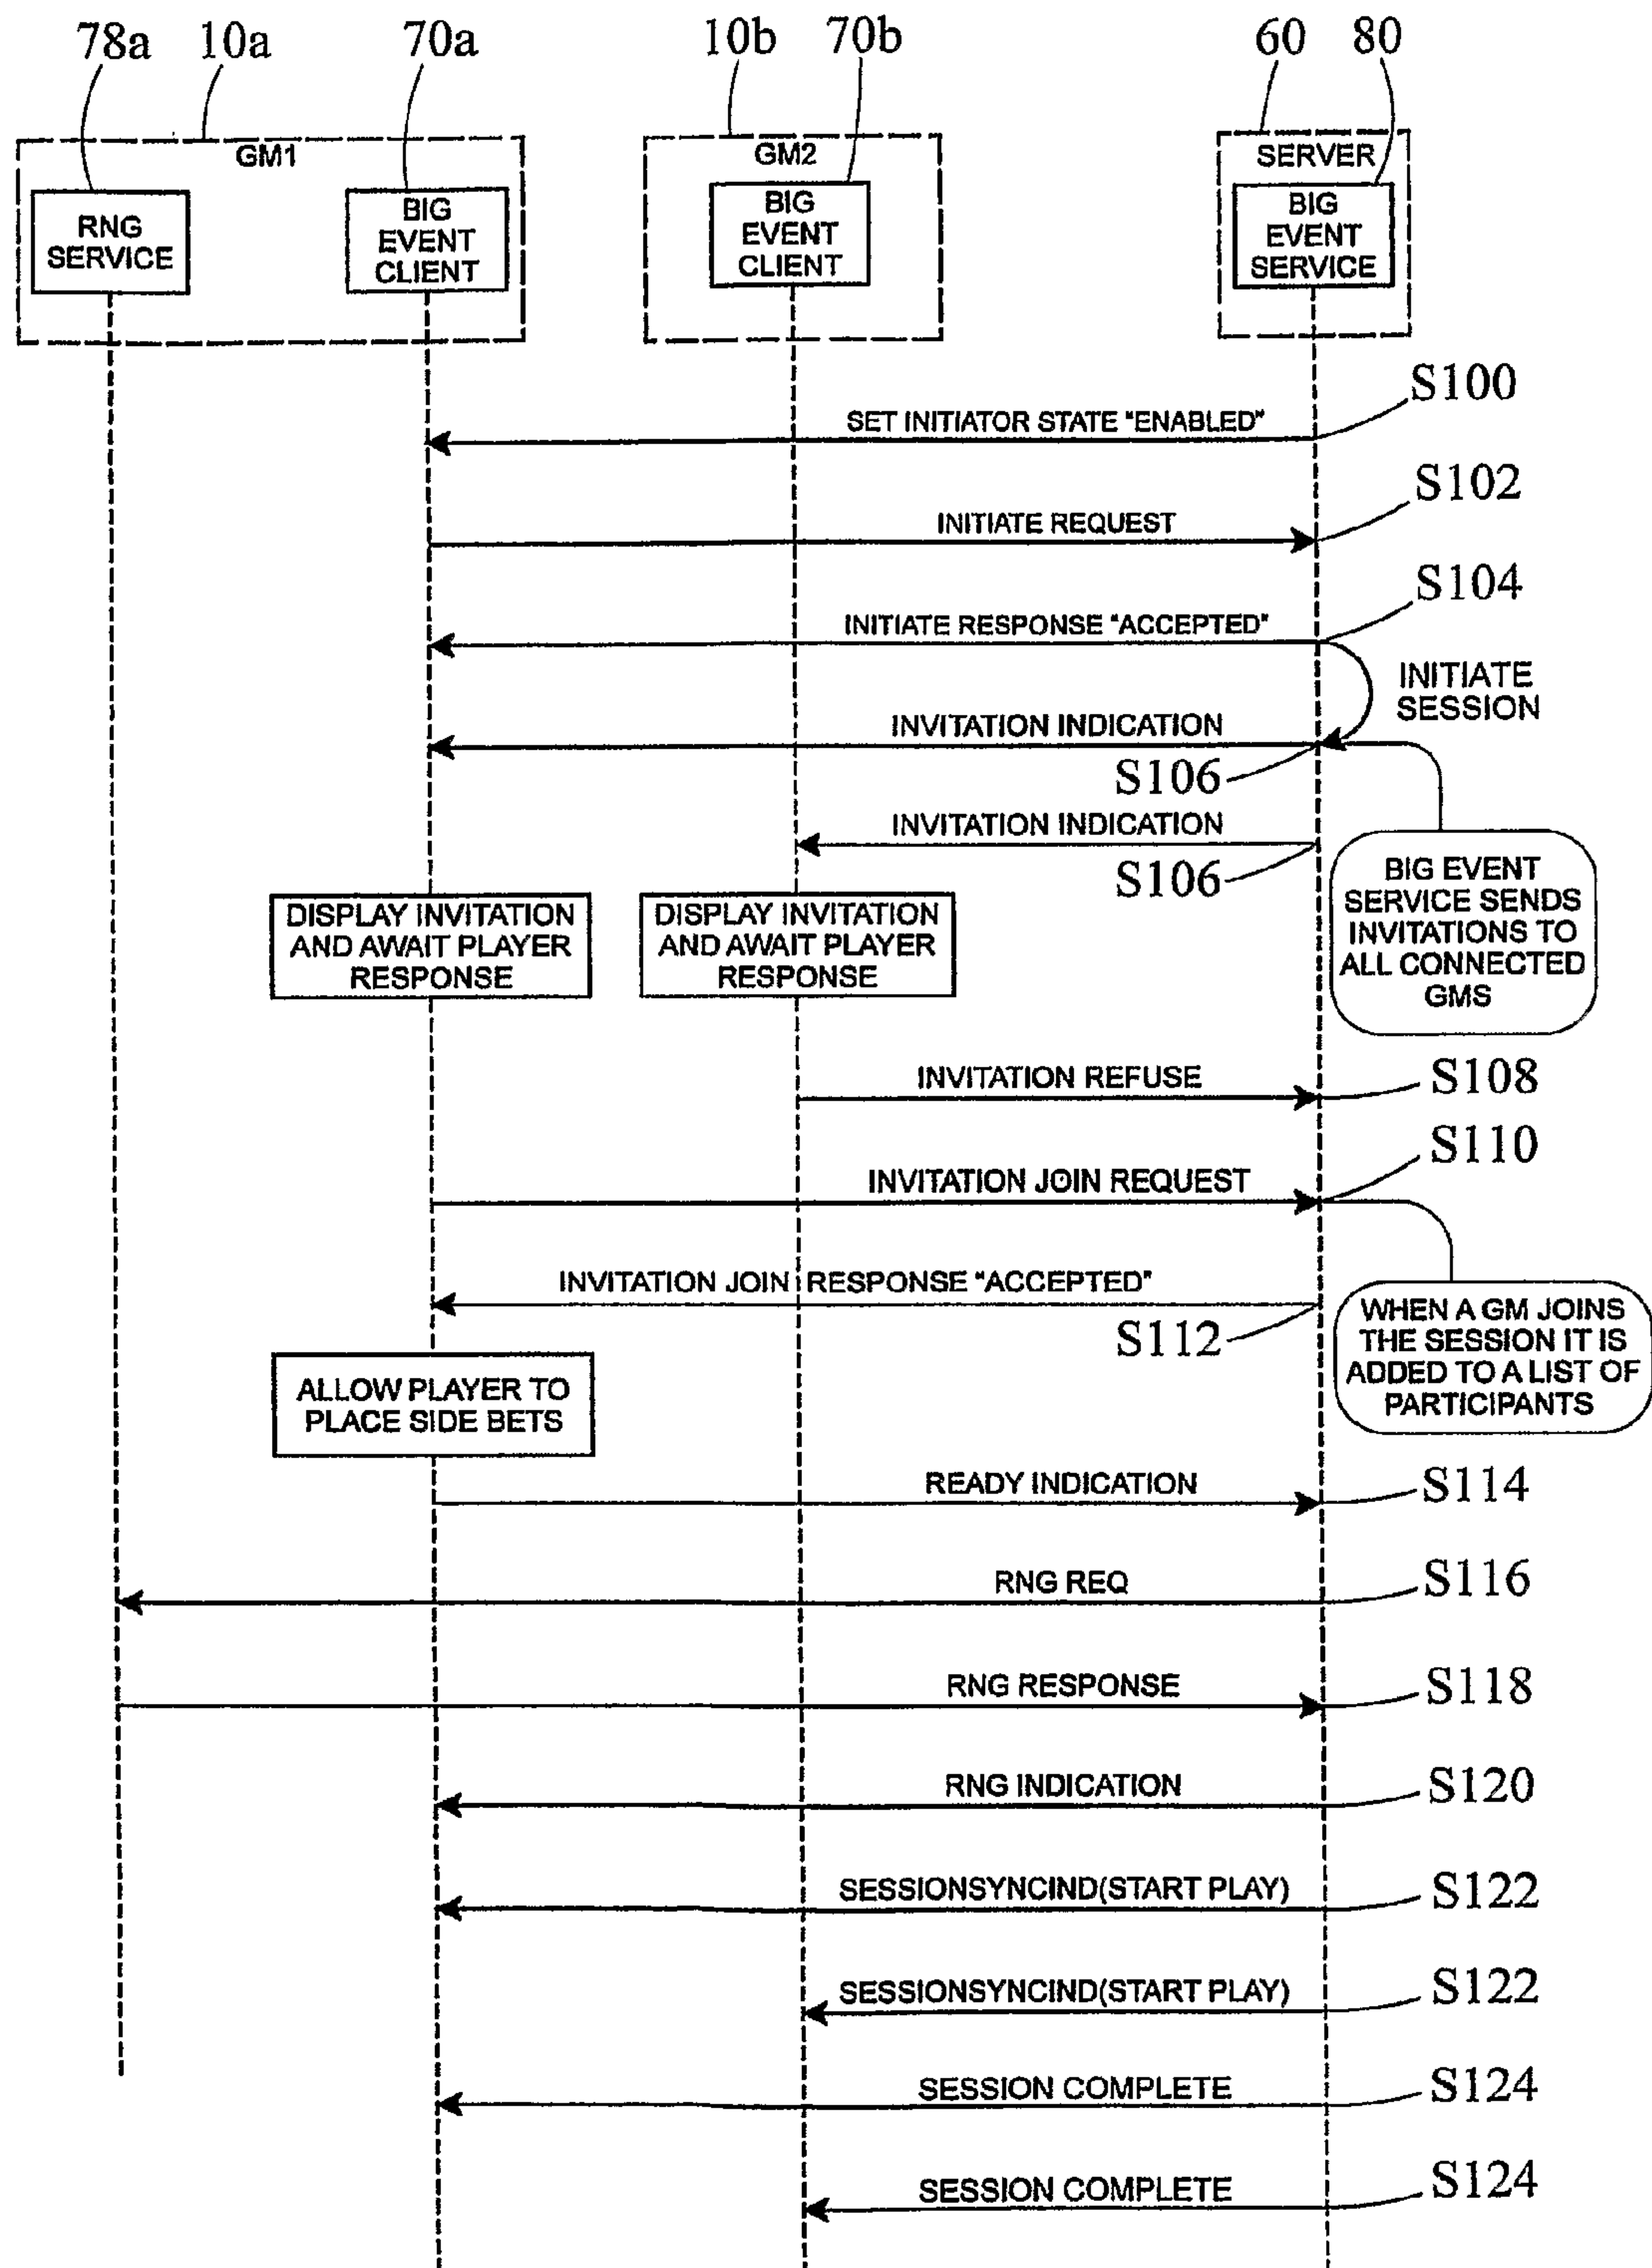 78a 10a 70a 10b 70b 60 80
GM1
GM2
SERVER
RNG
SERVICE
BIG
EVENT
CLIENT
BIG
EVENT
CLIENT
BIG
EVENT
SERVICE
S100
SET INITIATOR STATE "ENABLED"
S102
INITIATE REQUEST
S104
INITIATE RESPONSE "ACCEPTED"
INITIATE
SESSION
INVITATION INDICATION
S106
INVITATION INDICATION
S106
BIG EVENT
SERVICE SENDS
INVITATIONS TO
ALL CONNECTED
GMS
DISPLAY INVITATION
AND AWAIT PLAYER
RESPONSE
DISPLAY INVITATION
AND AWAIT PLAYER
RESPONSE
INVITATION REFUSE
S108
S110
INVITATION JOIN REQUEST
INVITATION JOIN RESPONSE "ACCEPTED"
S112
WHEN A GM JOINS
THE SESSION IT IS
ADDED TO A LIST OF
PARTICIPANTS
ALLOW PLAYER TO
PLACE SIDE BETS
READY INDICATION
S114
RNG REQ
S116
RNG RESPONSE
S118
RNG INDICATION
S120
SESSIONSYNCIND(START PLAY)
S122
SESSIONSYNCIND(START PLAY)
S122
SESSION COMPLETE
S124
SESSION COMPLETE
S124